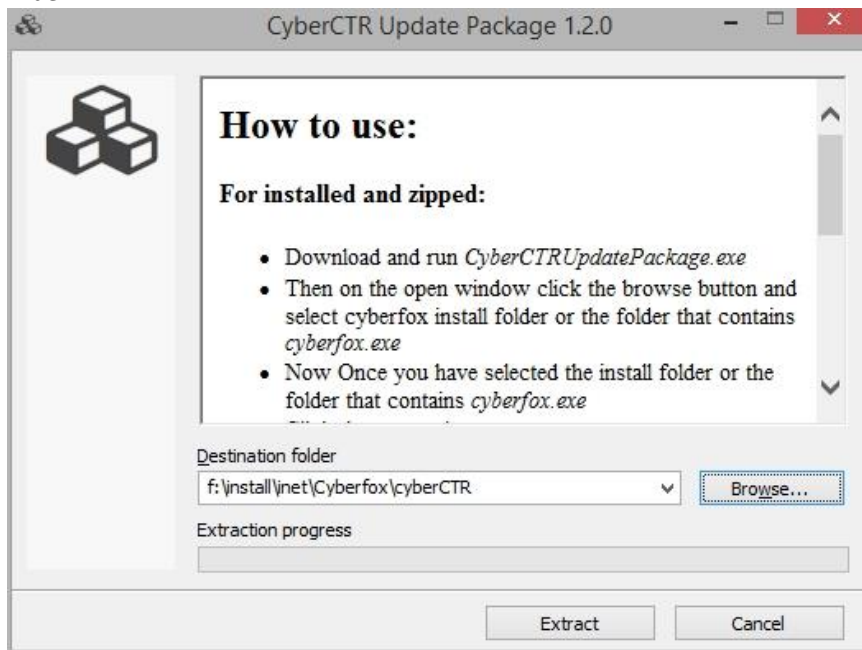 CyberCTR Update Package 1.2.0
How to use:
For installed and zipped:
• Download and run CyberCTRUpdatePackage.exe
• Then on the open window click the browse button and
select cyberfox install folder or the folder that contains
cyberfox.exe
• Now Once you have selected the install folder or the
folder that contains cyberfox.exe
Destination folder
f:\install\inet\Cyberfox\cyberCTR
Browse...
Extraction progress
Extract
Cancel